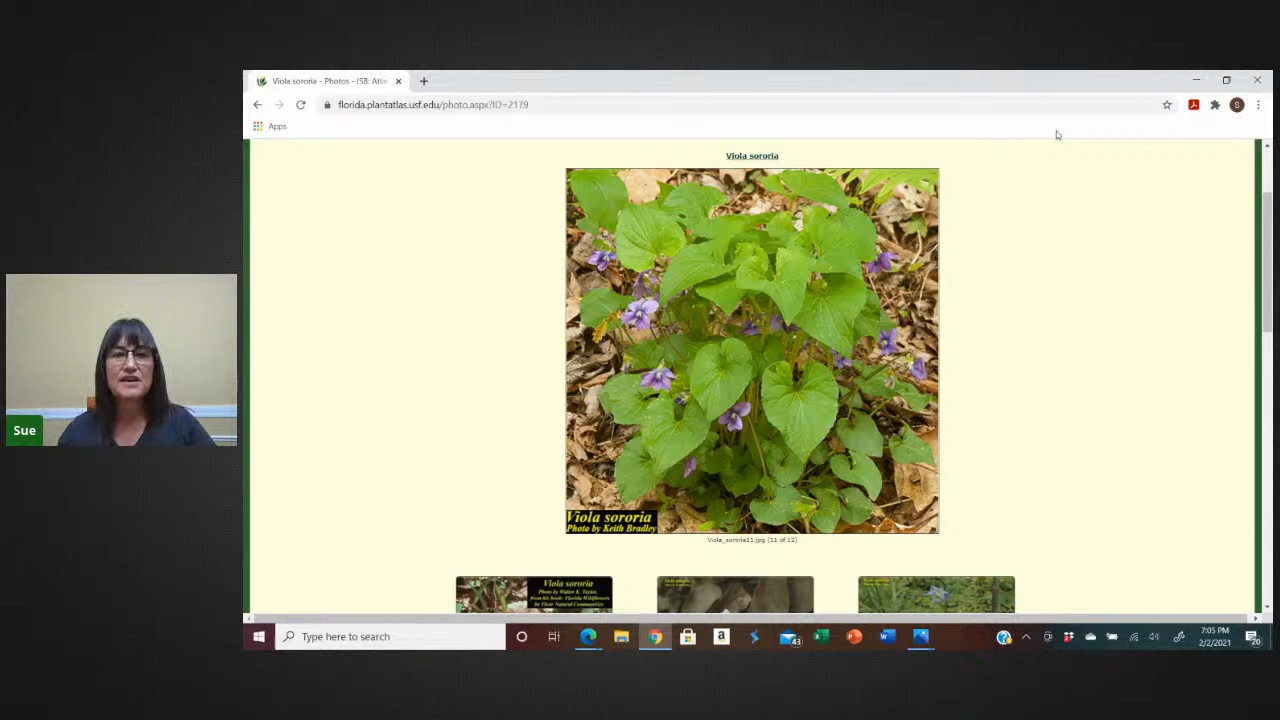 Viola sororia - Photos - ISB: Atlas
florida.plantatlas.usf.edu/photo.aspx?ID=2179
S
Apps
Viola sororia
Viola sororia
Photo by Keith Bradley
Viola_sororia11.jpg (11 of 12)
Viola sororia
Photo by Walter K. Taylor,
from his book: Florida Wildflowers
In Their Natural Communities
Sue
Type here to search
43
7:05 PM
2/2/2021
20